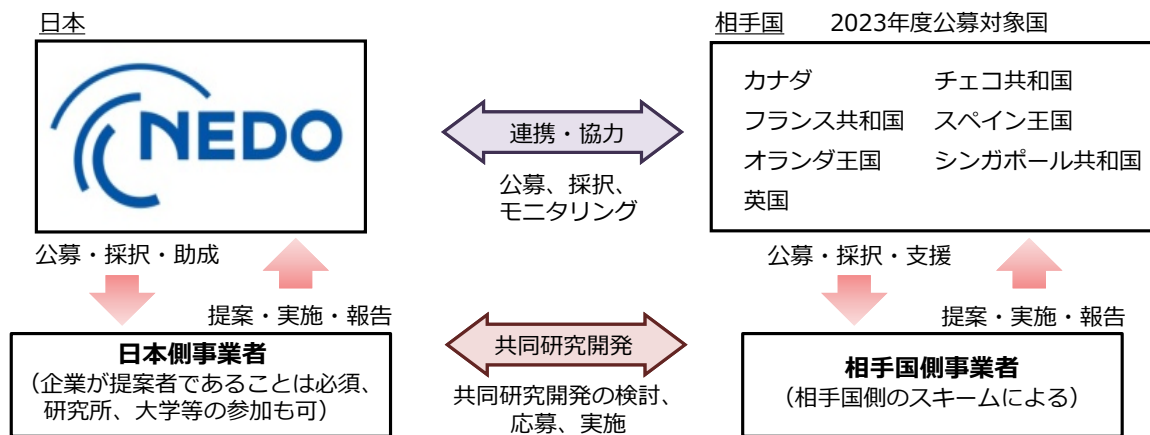 日本
相手国 2023年度公募対象国
NEDO
カナダ チェコ共和国
フランス共和国 スペイン王国
オランダ王国 シンガポール共和国
英国
連携・協力
公募、採択、
モニタリング
公募・採択・助成
提案・実施・報告
公募・採択・支援
提案・実施・報告
日本側事業者
（企業が提案者であることは必須、
研究所、大学等の参加も可）
共同研究開発
共同研究開発の検討、
応募、実施
相手国側事業者
（相手国側のスキームによる）